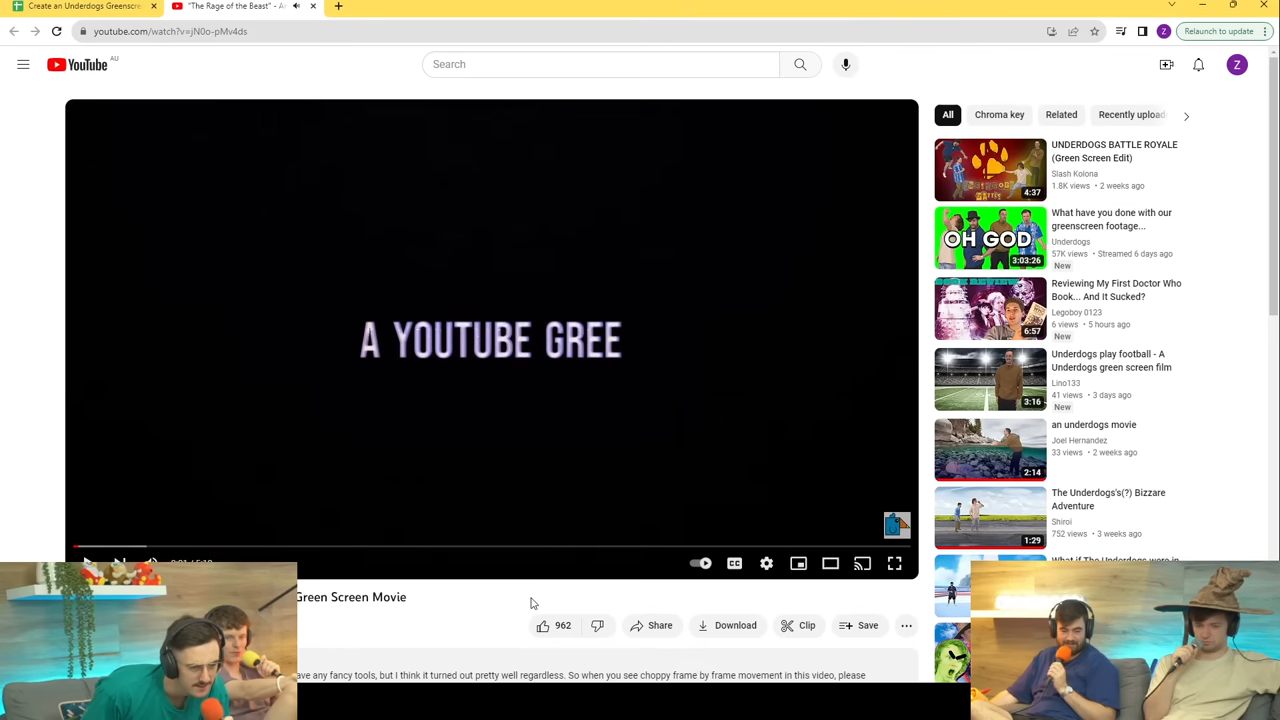 Create an Underdogs Greenscre
"The Rage of the Beast" - A
youtube.com/watch?v=jN0o-pMv4ds
Z
Relaunch to update
YouTube AU
Search
Z
A YOUTUBE GREE
Green Screen Movie
962
Share
Download
Clip
Save
ave any fancy tools, but I think it turned out pretty well regardless. So when you see choppy frame by frame movement in this video, please
All
Chroma key
Related
Recently upload
UNDERDOGS BATTLE ROYALE
(Green Screen Edit)
Slash Kolona
1.8K views • 2 weeks ago
4:37
What have you done with our
greenscreen footage...
Underdogs
57K views • Streamed 6 days ago
New
OH GOD
3:03:26
Reviewing My First Doctor Who
Book... And It Sucked?
Legoboy 0123
6 views • 5 hours ago
New
6:57
Underdogs play football - A
Underdogs green screen film
Lino133
41 views • 3 days ago
New
3:16
an underdogs movie
Joel Hernandez
33 views • 2 weeks ago
2:14
The Underdogs's(?) Bizzare
Adventure
Shiroi
752 views • 3 weeks ago
1:29
What if The Underdogs were in